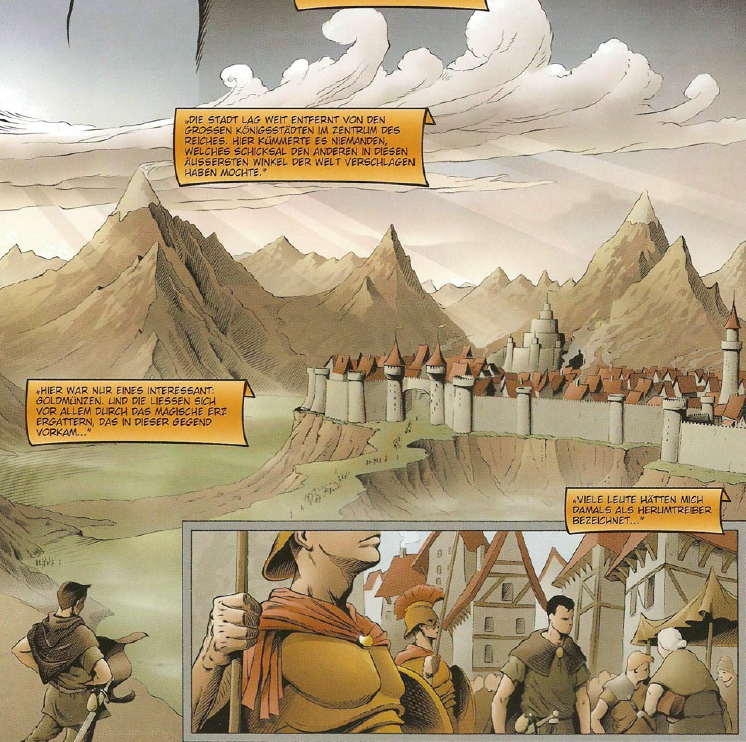 „DIE STADT LAG WEIT ENTFERNT VON DEN
GROSSEN KÖNIGSSTÄDTEN IM ZENTRUM DES
REICHES. HIER KÜMMERTE ES NIEMANDEN,
WELCHES SCHICKSAL DEN ANDEREN IN DIESEN
ÄUSSERSTEN WINKEL DER WELT VERSCHLAGEN
HABEN MOCHTE."
„HIER WAR NUR EINES INTERESSANT:
GOLDMÜNZEN. UND DIE LIESSEN SICH
VOR ALLEM DURCH DAS MAGISCHE ERZ
ERGATTERN, DAS IN DIESER GEGEND
VORKAM..."
„VIELE LEUTE HÄTTEN MICH
DAMALS ALS HERUMTREIBER
BEZEICHNET..."